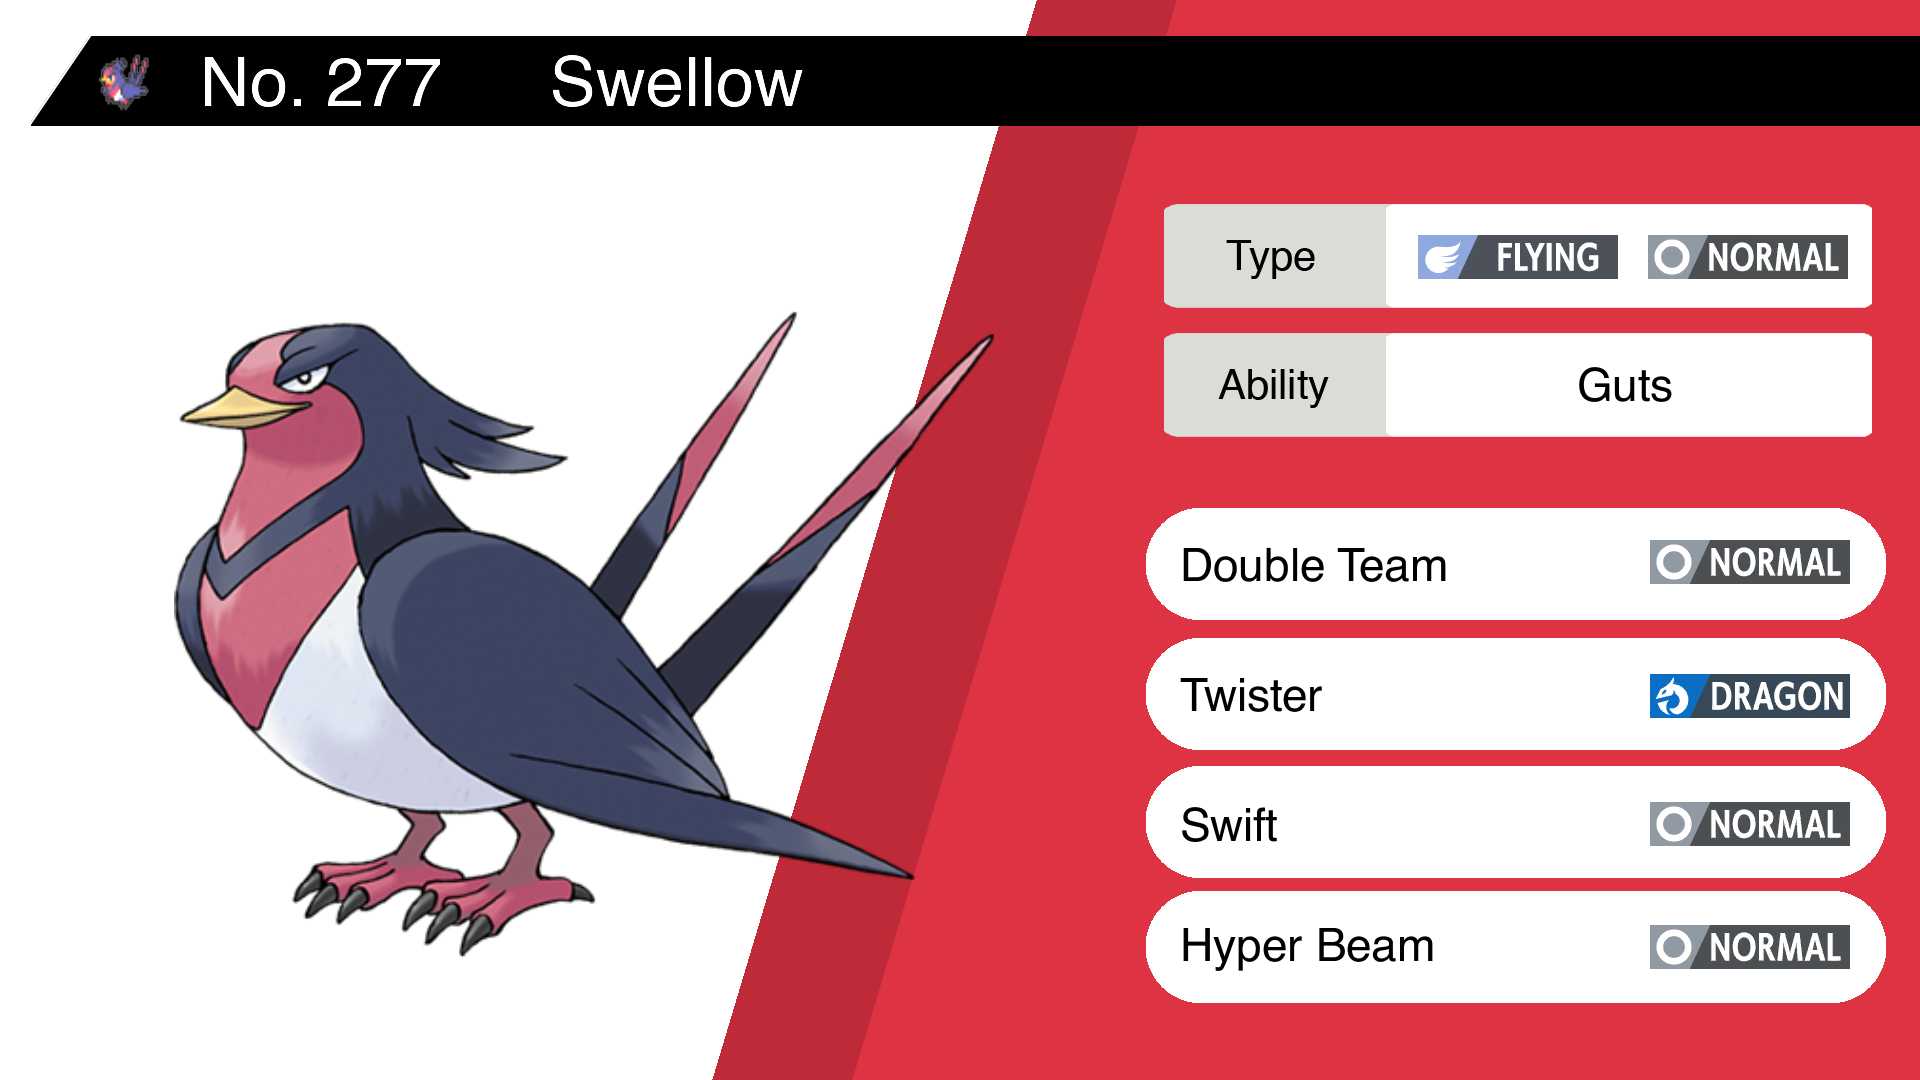 No. 277 Swellow
Type FLYING NORMAL
Ability Guts
Double Team NORMAL
Twister DRAGON
Swift NORMAL
Hyper Beam NORMAL